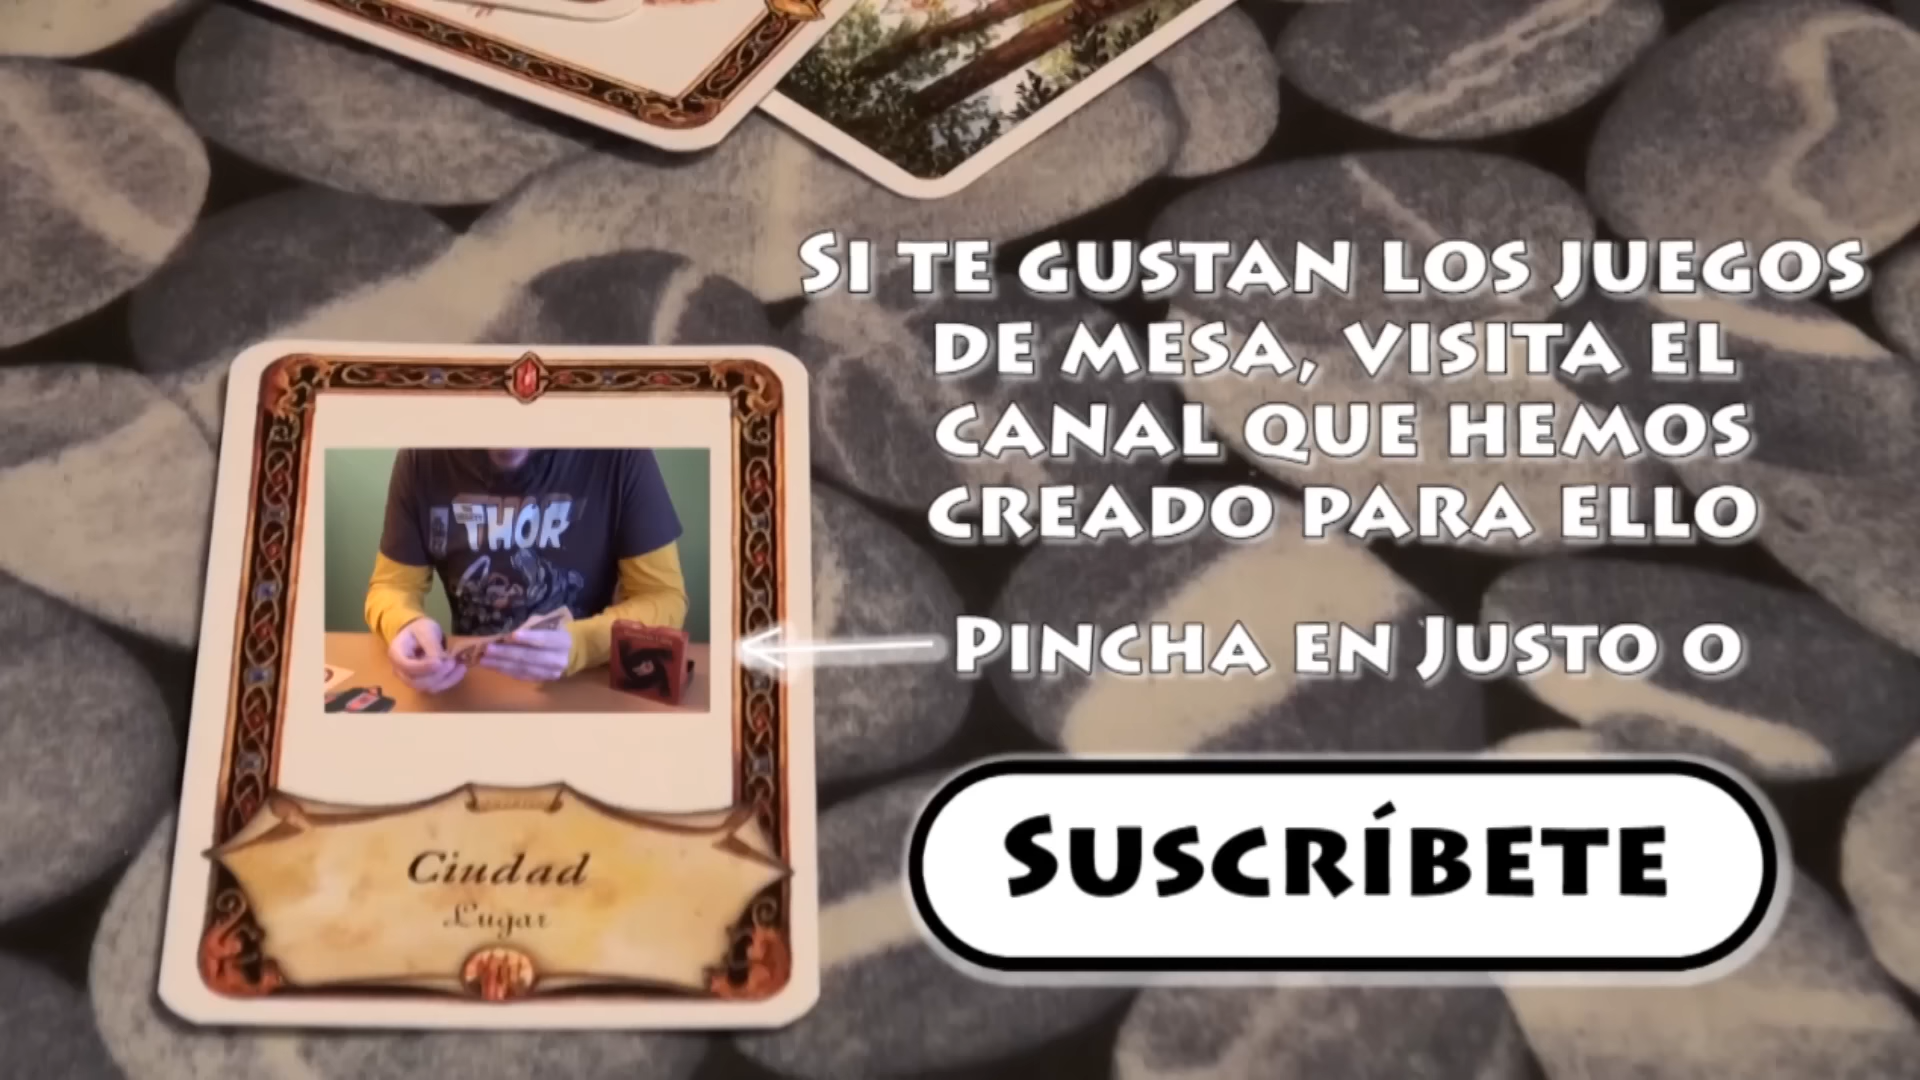 Si te gustan los juegos
de mesa, visita el
canal que hemos
creado para ello
Pincha en Justo o
Suscríbete
THOR
Ciudad
Lugar